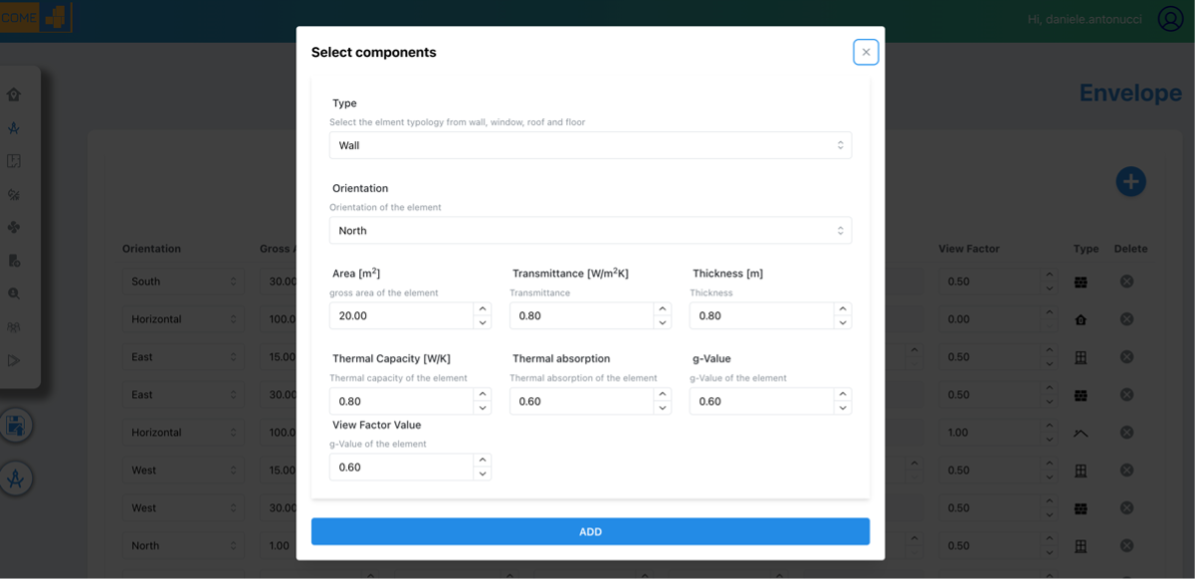 COME
Hi, daniele.antonucci
Select components
Envelope
Type
Select the elment typology from wall, window, roof and floor
Wall
Orientation
Orientation of the element
North
Area [m²] Transmittance [W/m²K] Thickness [m]
gross area of the element Transmittance Thickness
20.00 0.80 0.80
Thermal Capacity [W/K] Thermal absorption g-Value
Thermal capacity of the element Thermal absorption of the element g-Value of the element
0.80 0.60 0.60
View Factor Value
g-Value of the element
0.60
ADD
Orientation Gross View Factor Type Delete
South 30.00 0.50
Horizontal 100.0 0.00
East 15.00 0.50
East 30.00 0.50
Horizontal 100.0 1.00
West 15.00 0.50
West 30.00 0.50
North 1.00 0.50